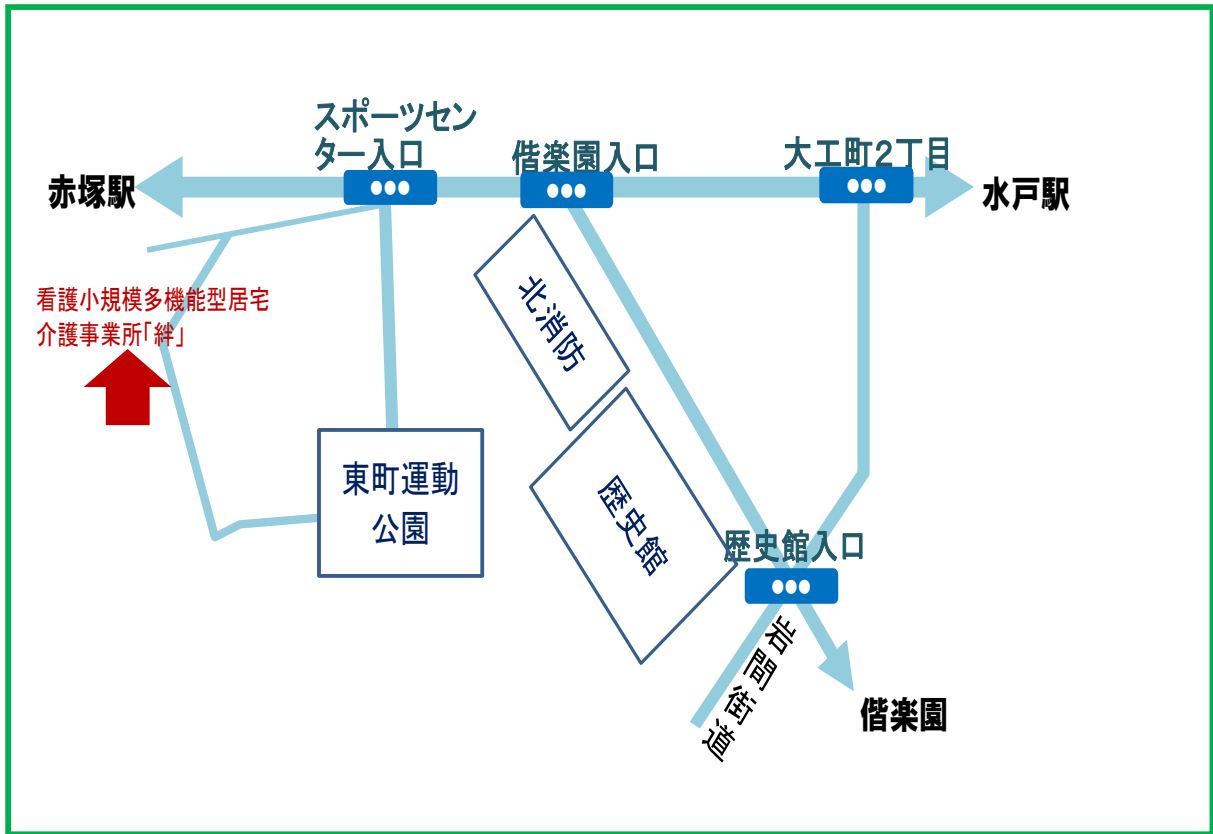 スポーツセン
ター入口
偕楽園入口
大工町２丁目
赤塚駅
水戸駅
看護小規模多機能型居宅
介護事業所「絆」
北消防
東町運動
公園
歴史館
歴史館入口
岩間街道
偕楽園